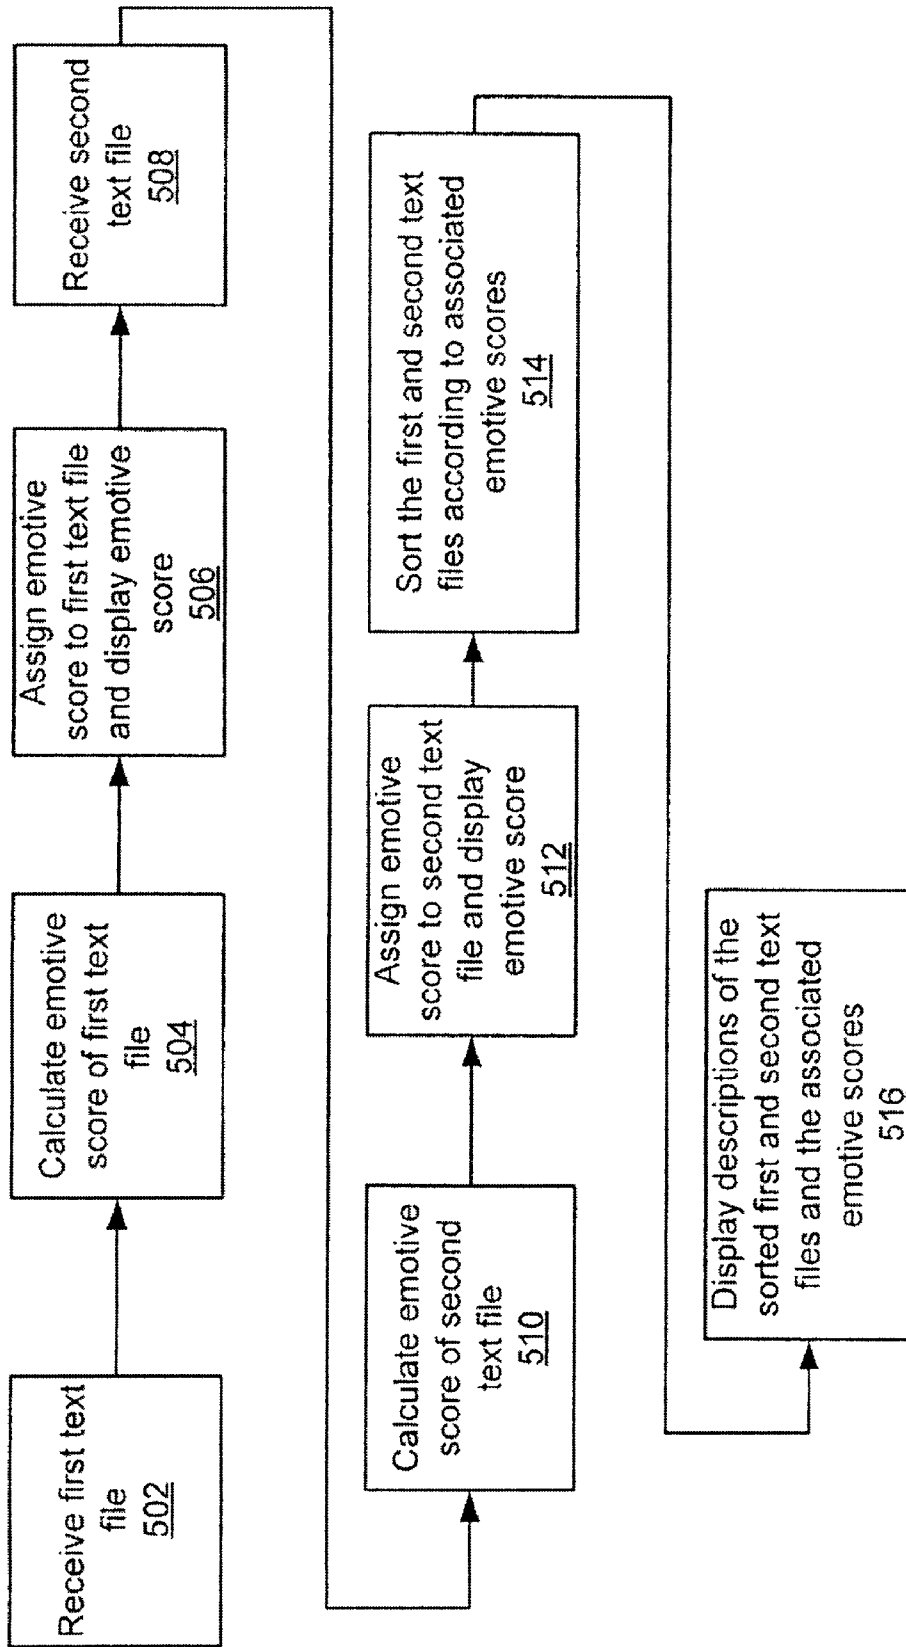 Receive first text
file
502
Calculate emotive
score of first text
file
504
Assign emotive
score to first text file
and display emotive
score
506
Receive second
text file
508
Calculate emotive
score of second
text file
510
Assign emotive
score to second text
file and display
emotive score
512
Sort the first and second text
files according to associated
emotive scores
514
Display descriptions of the
sorted first and second text
files and the associated
emotive scores
516